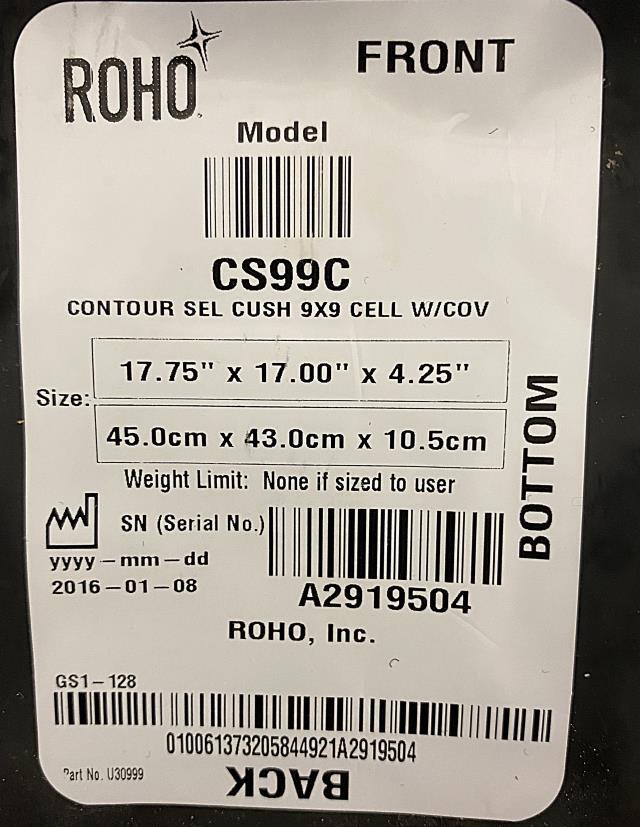 ROHO
FRONT
Model
CS99C
CONTOUR SEL CUSH 9X9 CELL W/COV
Size:
17.75" x 17.00" x 4.25"
45.0cm x 43.0cm x 10.5cm
BOTTOM
Weight Limit: None if sized to user
SN (Serial No.)
yyyy-mm-dd
2016-01-08
A2919504
ROHO, Inc.
GS1-128
010061373205844921A2919504
Part No. U30999
BACK